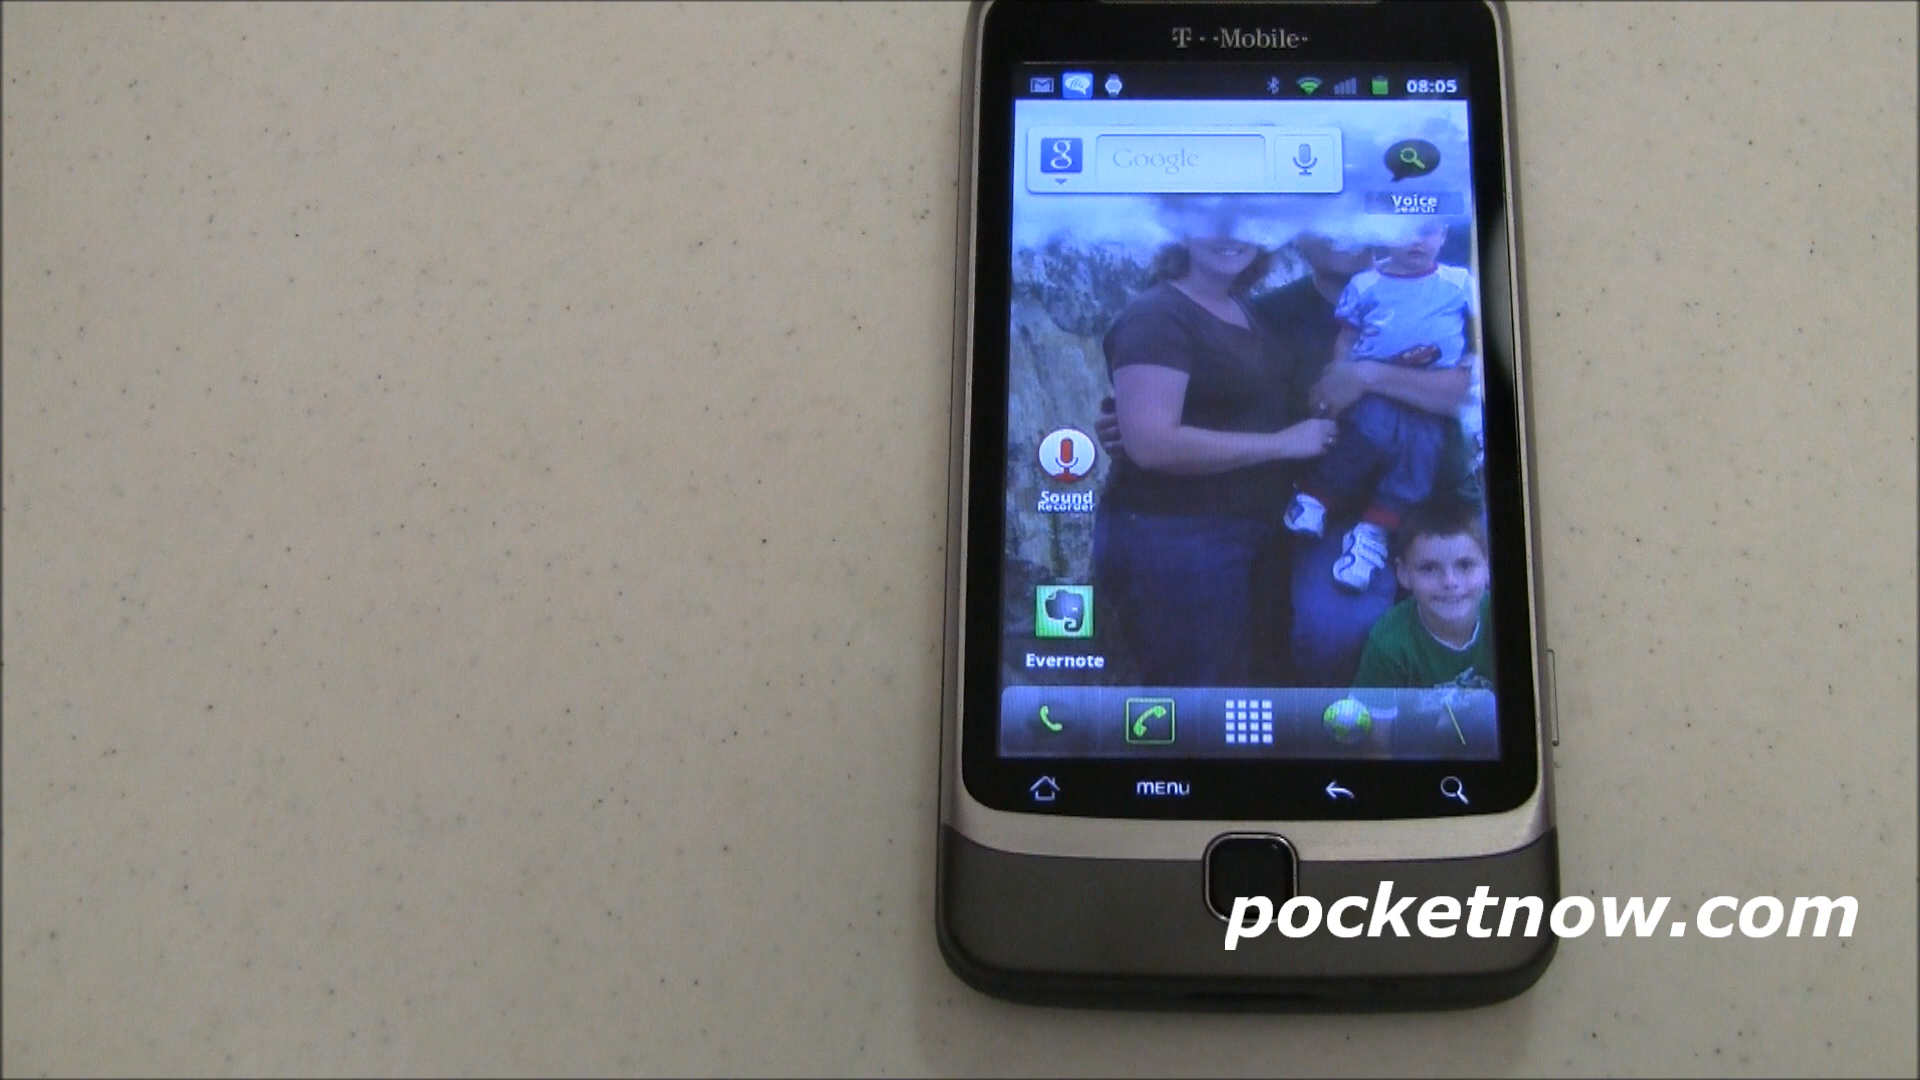 T··Mobile·
08:05
g
Google
Voice
Search
Sound
Recorder
Evernote
MENU
pocketnow.com